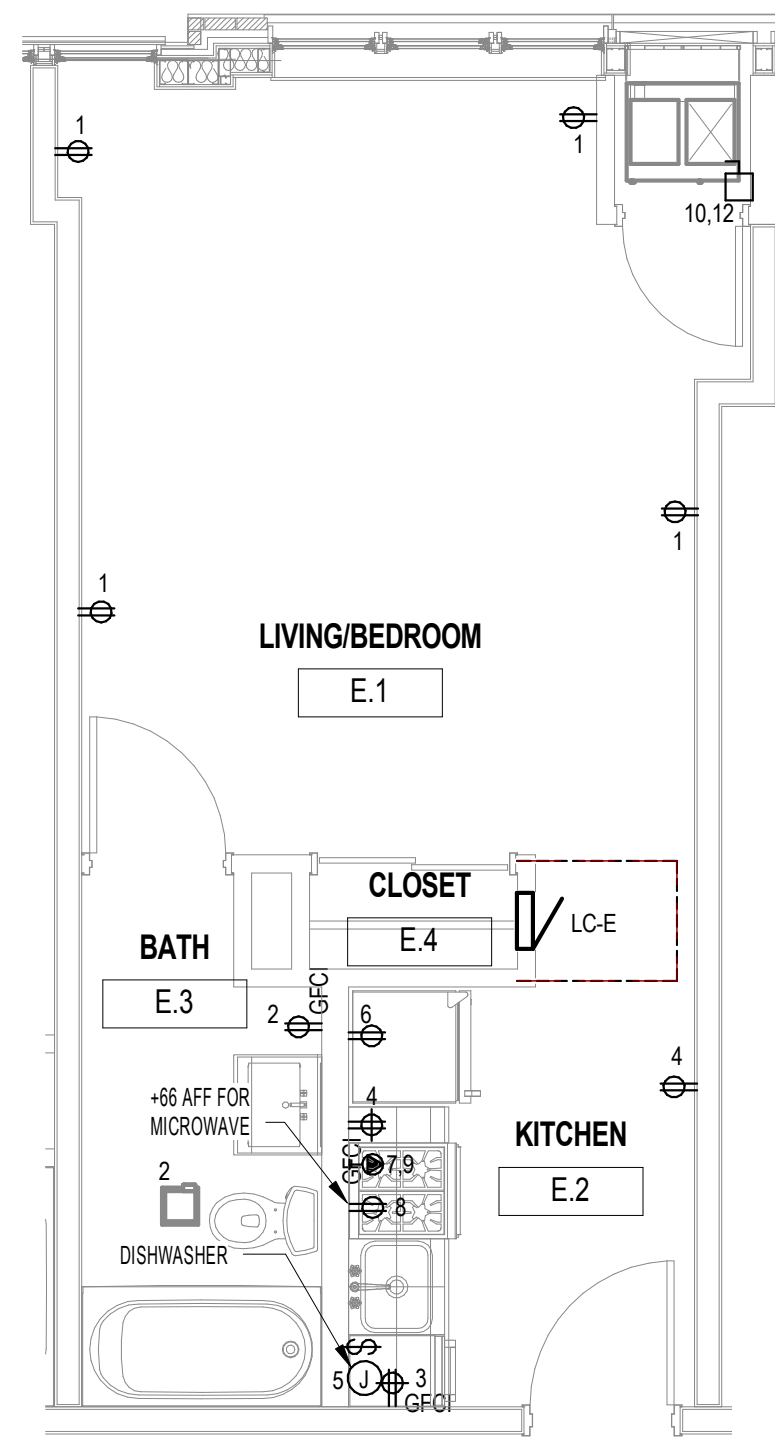 1
1
10,12
1
1
LIVING/BEDROOM
E.1
CLOSET
E.4
LC-E
BATH
E.3
2
GFCI
6
4
4
+66 AFF FOR
MICROWAVE
GFCI
7,9
KITCHEN
E.2
2
8
DISHWASHER
S
5
J
3
GFCI